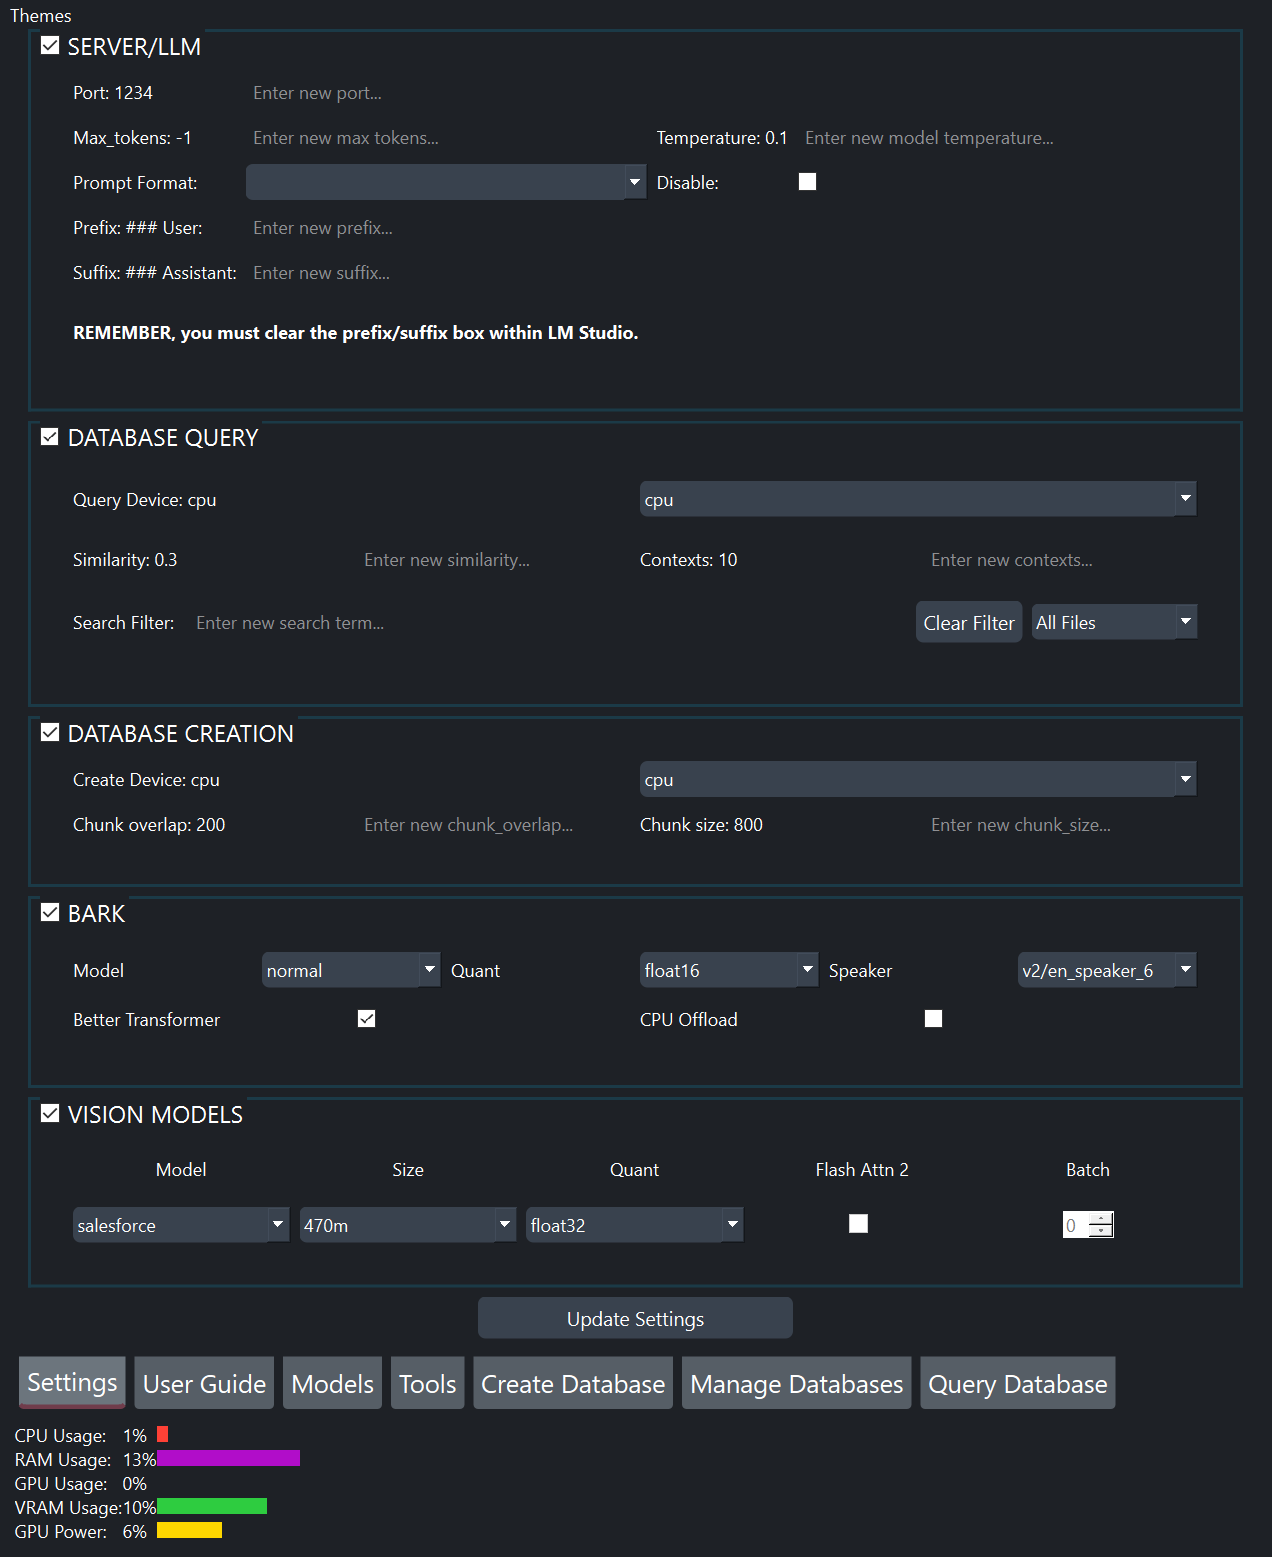 Themes
SERVER/LLM
Port: 1234 Enter new port...
Max_tokens: -1 Enter new max tokens... Temperature: 0.1 Enter new model temperature...
Prompt Format: Disable:
Prefix: ### User: Enter new prefix...
Suffix: ### Assistant: Enter new suffix...
REMEMBER, you must clear the prefix/suffix box within LM Studio.
DATABASE QUERY
Query Device: cpu cpu
Similarity: 0.3 Enter new similarity... Contexts: 10 Enter new contexts...
Search Filter: Enter new search term... Clear Filter All Files
DATABASE CREATION
Create Device: cpu cpu
Chunk overlap: 200 Enter new chunk_overlap... Chunk size: 800 Enter new chunk_size...
BARK
Model normal Quant float16 Speaker v2/en_speaker_6
Better Transformer CPU Offload
VISION MODELS
Model Size Quant Flash Attn 2 Batch
salesforce 470m float32 0
Update Settings
Settings User Guide Models Tools Create Database Manage Databases Query Database
CPU Usage: 1%
RAM Usage: 13%
GPU Usage: 0%
VRAM Usage:10%
GPU Power: 6%